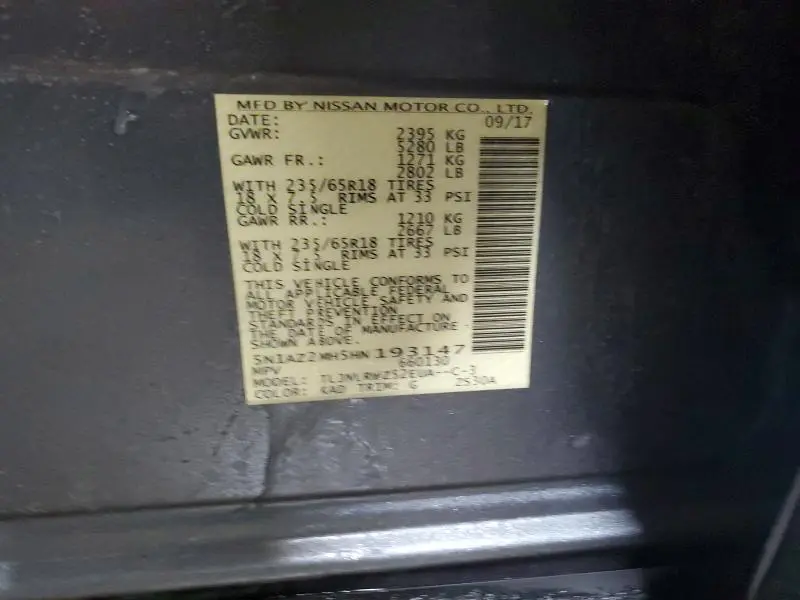 MFD BY NISSAN MOTOR CO., LTD.
DATE: 09/17
GVWR: 2395 KG
5280 LB
GAWR FR.: 1271 KG
2802 LB
WITH 235/65R18 TIRES
18 X 7.5 RIMS AT 33 PSI
COLD SINGLE
GAWR RR.: 1210 KG
2667 LB
WITH 235/65R18 TIRES
18 X 7.5 RIMS AT 33 PSI
COLD SINGLE
THIS VEHICLE CONFORMS TO
ALL APPLICABLE FEDERAL
MOTOR VEHICLE SAFETY AND
THEFT PREVENTION
STANDARDS IN EFFECT ON
THE DATE OF MANUFACTURE
SHOWN ABOVE.
5N1AZ2MH5HN193147
MPV 660130
MODEL:
COLOR: KAD TRIM: G 2S30A